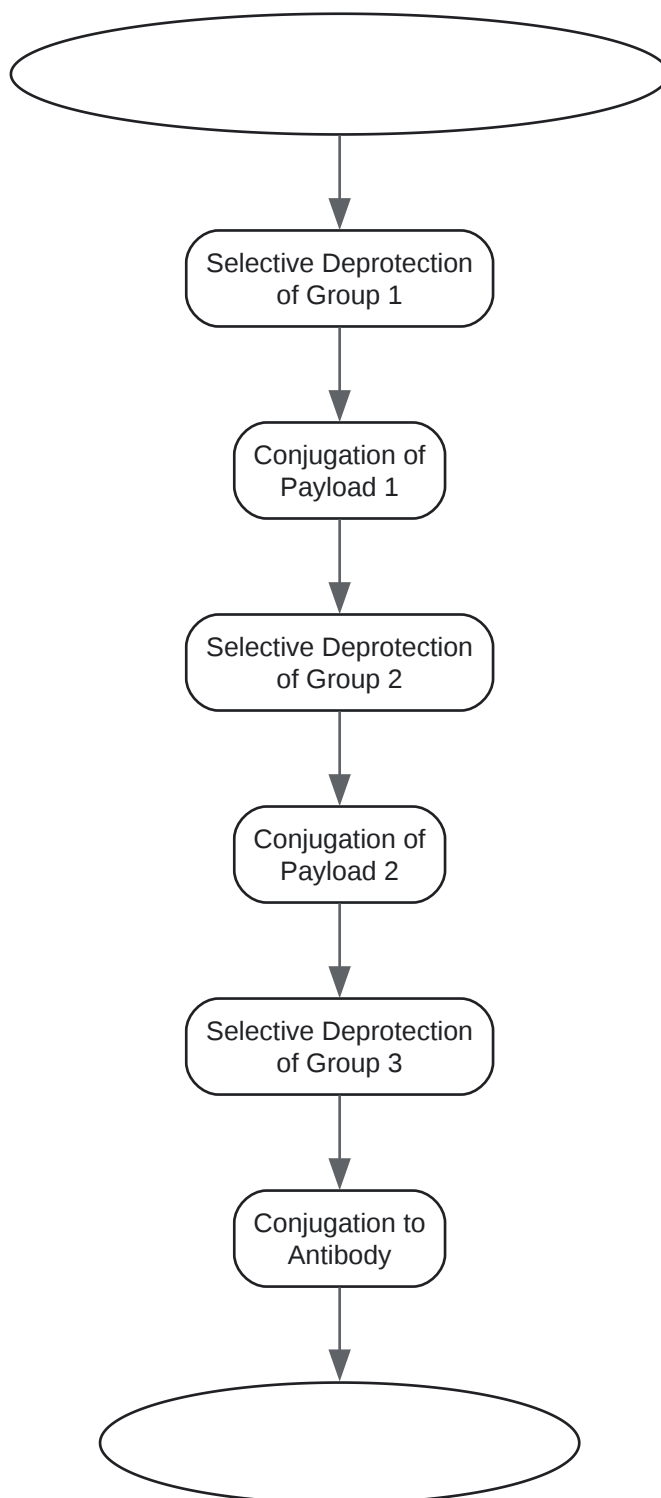 Selective Deprotection
of Group 1
Conjugation of
Payload 1
Selective Deprotection
of Group 2
Conjugation of
Payload 2
Selective Deprotection
of Group 3
Conjugation to
Antibody